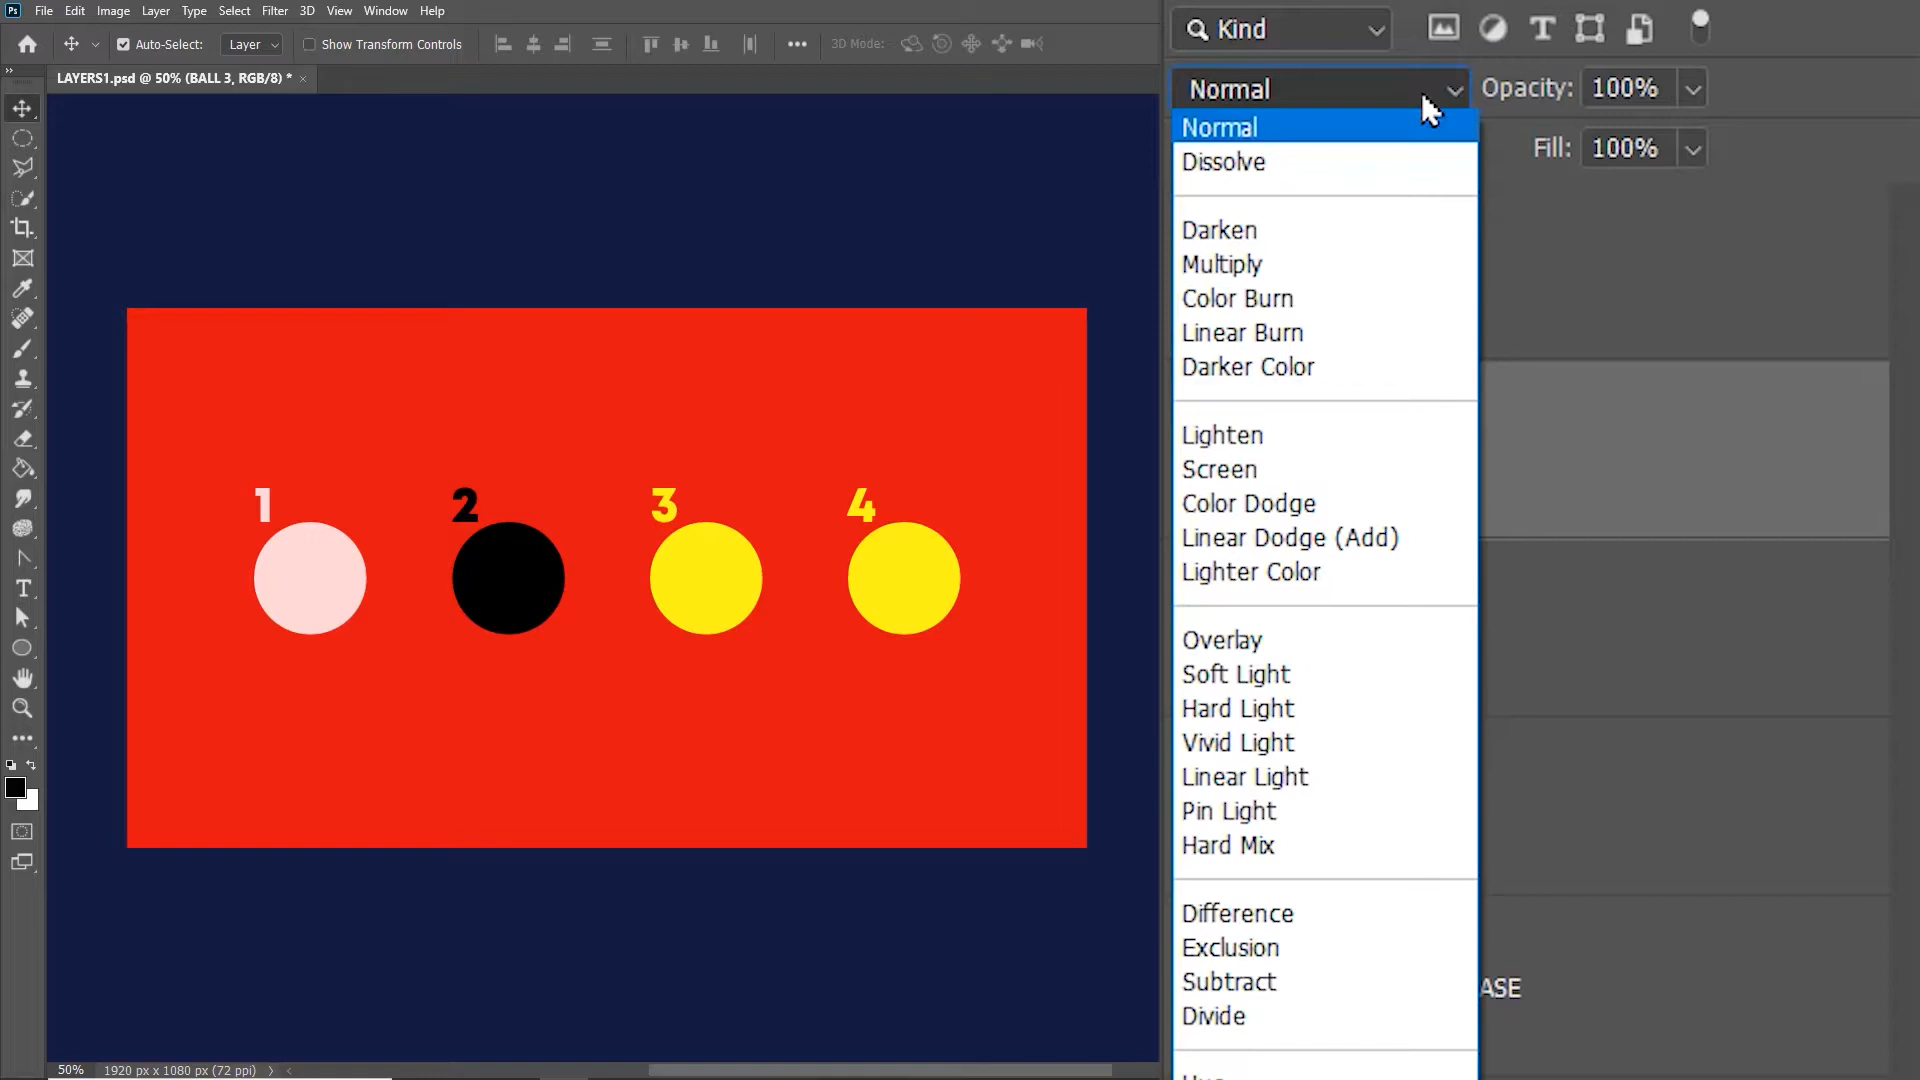 Ps File Edit Image Layer Type Select Filter 3D View Window Help
Auto-Select: Layer Show Transform Controls 3D Mode:
LAYERS1.psd @ 50% (BALL 3, RGB/8) *
1 2 3 4
50% 1920 px x 1080 px (72 ppi)
Kind
Normal Opacity: 100%
Fill: 100%
Normal
Dissolve
Darken
Multiply
Color Burn
Linear Burn
Darker Color
Lighten
Screen
Color Dodge
Linear Dodge (Add)
Lighter Color
Overlay
Soft Light
Hard Light
Vivid Light
Linear Light
Pin Light
Hard Mix
Difference
Exclusion
Subtract
Divide
ASE